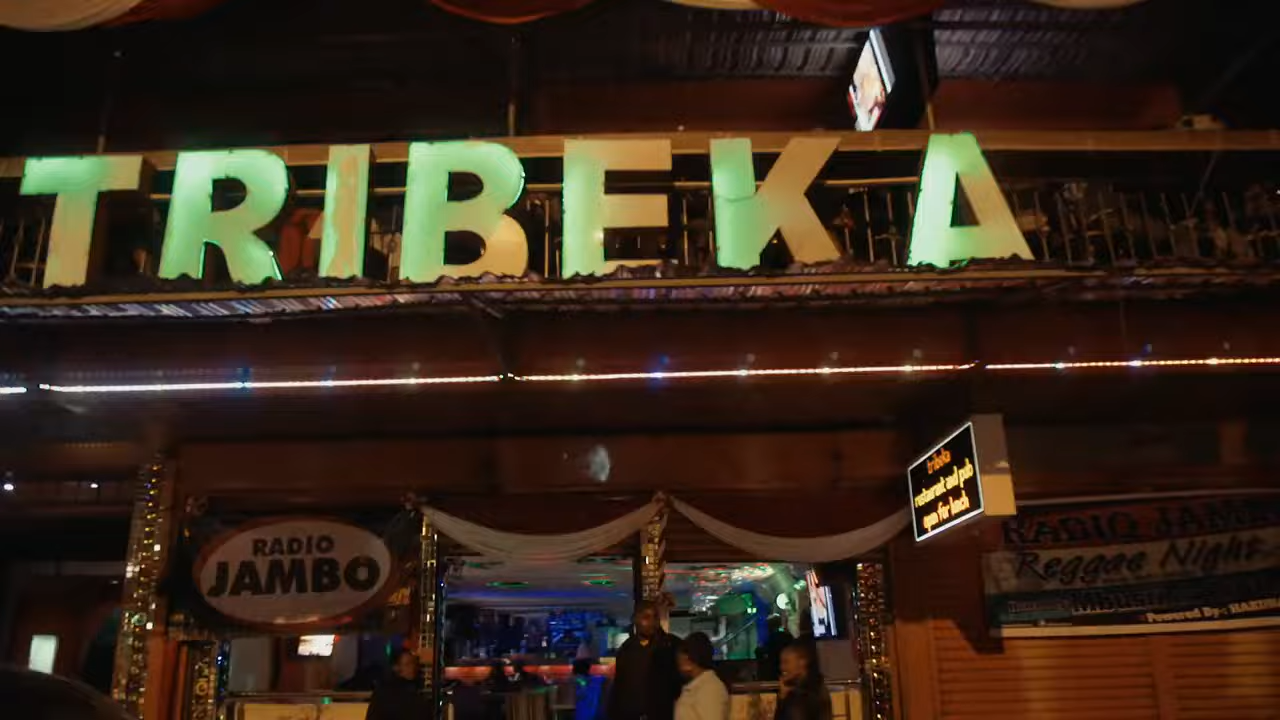 TRIBEKA
tribeka
restaurant and pub
open for lunch
RADIO
JAMBO
RADIO JAMBO
Reggae Night
Powered By: